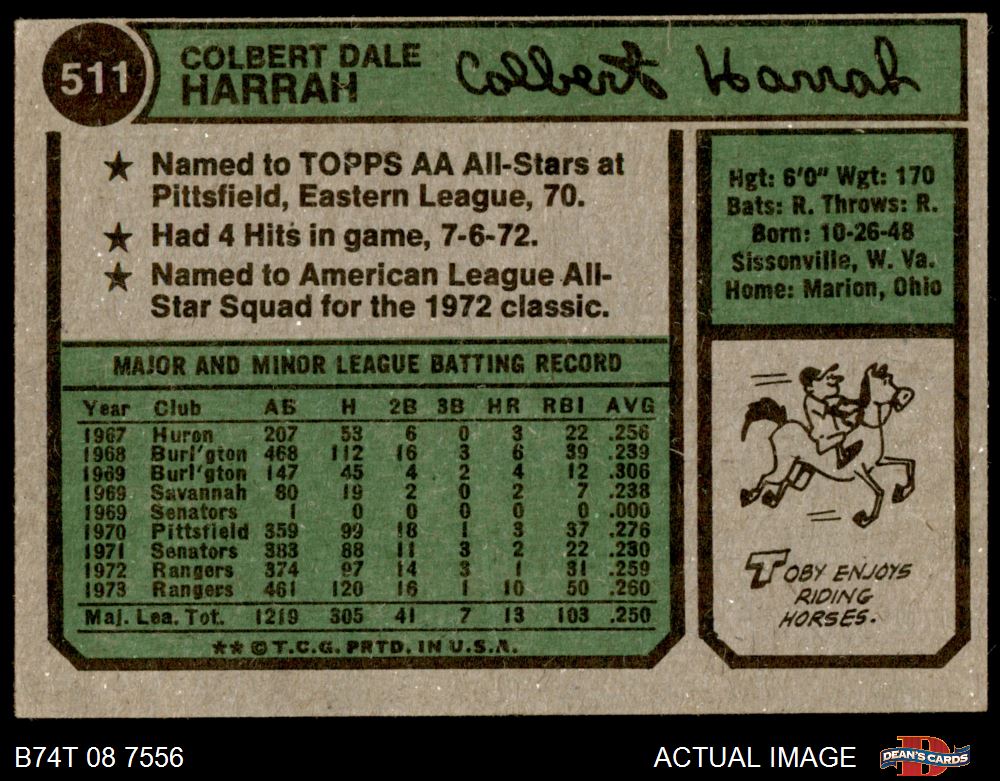 511
COLBERT DALE
HARRAH
Colbert Harrah
★ Named to TOPPS AA All-Stars at
Pittsfield, Eastern League, 70.
★ Had 4 Hits in game, 7-6-72.
★ Named to American League All-
Star Squad for the 1972 classic.
Hgt: 6'0" Wgt: 170
Bats: R. Throws: R.
Born: 10-26-48
Sissonville, W. Va.
Home: Marion, Ohio
MAJOR AND MINOR LEAGUE BATTING RECORD
Year Club AB H 2B 3B HR RBI AVG
1967 Huron 207 53 6 0 3 22 .256
1968 Burl'gton 468 112 16 3 6 39 .239
1969 Burl'gton 147 45 4 2 4 12 .306
1969 Savannah 80 19 2 0 2 7 .238
1969 Senators 1 0 0 0 0 0 .000
1970 Pittsfield 359 99 18 1 3 37 .276
1971 Senators 383 88 11 3 2 22 .230
1972 Rangers 374 97 14 3 1 31 .259
1973 Rangers 461 120 16 1 10 50 .260
Maj. Lea. Tot. 1219 305 41 7 13 103 .250
** © T.C.G. PRTD. IN U.S.A.
TOBY ENJOYS
RIDING
HORSES.
B74T 08 7556
ACTUAL IMAGE
DEAN'S CARDS